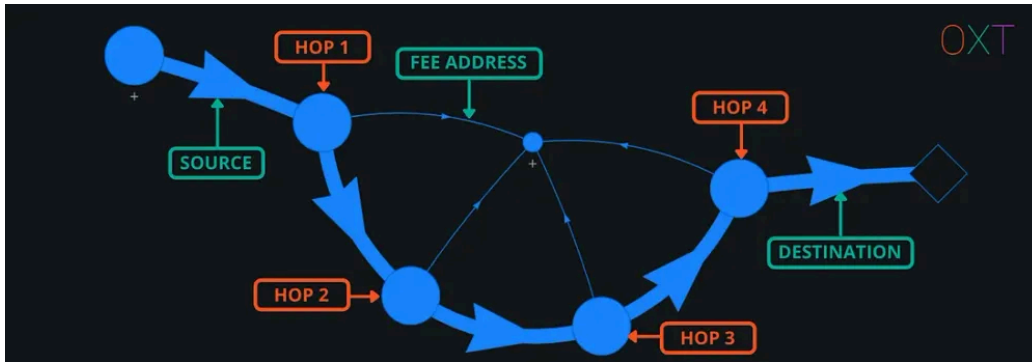 OXT
HOP 1
FEE ADDRESS
HOP 4
SOURCE
DESTINATION
HOP 2
HOP 3